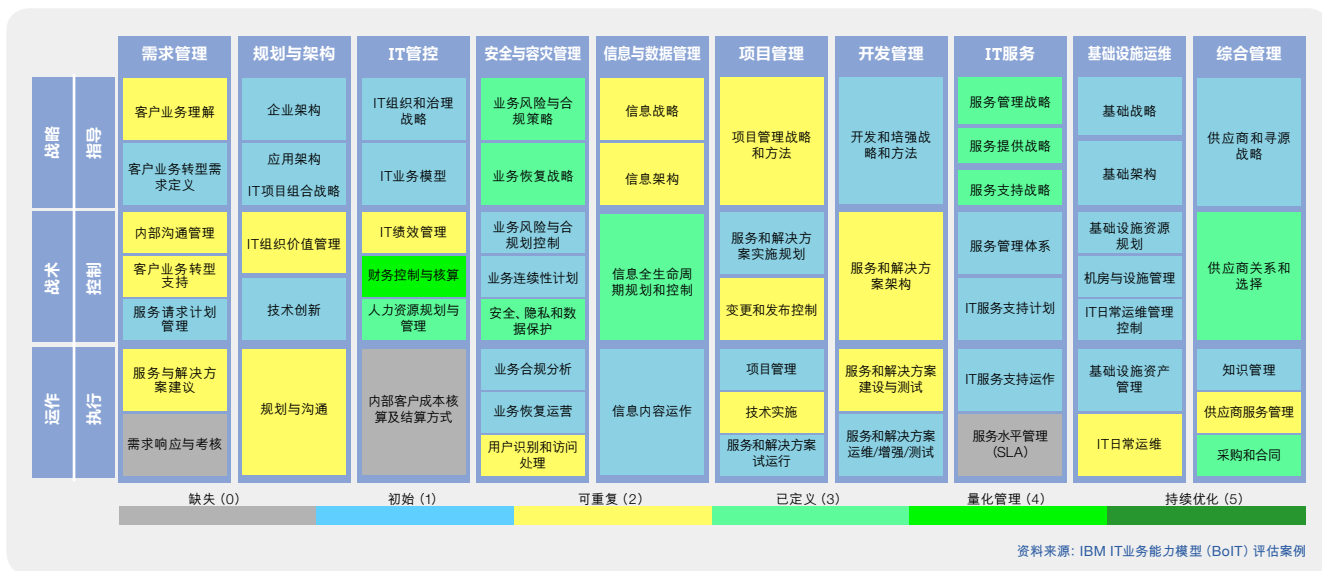 需求管理
规划与架构
IT管控
安全与容灾管理
信息与数据管理
项目管理
开发管理
IT服务
基础设施运维
综合管理
战略
指导
客户业务理解
客户业务转型需
求定义
企业架构
应用架构
IT项目组合战略
IT组织和治理
战略
IT业务模型
业务风险与合
规策略
业务恢复战略
信息战略
信息架构
项目管理战略
和方法
开发和培强战
略和方法
服务管理战略
服务提供战略
服务支持战略
基础战略
基础架构
供应商和寻源
战略
战术
控制
内部沟通管理
客户业务转型
支持
服务请求计划
管理
IT组织价值管理
技术创新
IT绩效管理
财务控制与核算
人力资源规划与
管理
业务风险与合
规划控制
业务连续性计划
安全、隐私和数
据保护
信息全生命周
期规划和控制
服务和解决方
案实施规划
变更和发布控制
服务和解决方
案架构
服务管理体系
IT服务支持计划
基础设施资源
规划
机房与设施管理
IT日常运维管理
控制
供应商关系和
选择
运作
执行
服务与解决方
案建议
需求响应与考核
规划与沟通
内部客户成本核
算及结算方式
业务合规分析
业务恢复运营
用户识别和访问
处理
信息内容运作
项目管理
技术实施
服务和解决方案
试运行
服务和解决方案
建设与测试
服务和解决方案
运维/增强/测试
IT服务支持运作
服务水平管理
(SLA)
基础设施资产
管理
IT日常运维
知识管理
供应商服务管理
采购和合同
缺失(0)
初始(1)
可重复(2)
已定义(3)
量化管理(4)
持续优化(5)
资料来源: IBM IT业务能力模型(BoIT)评估案例